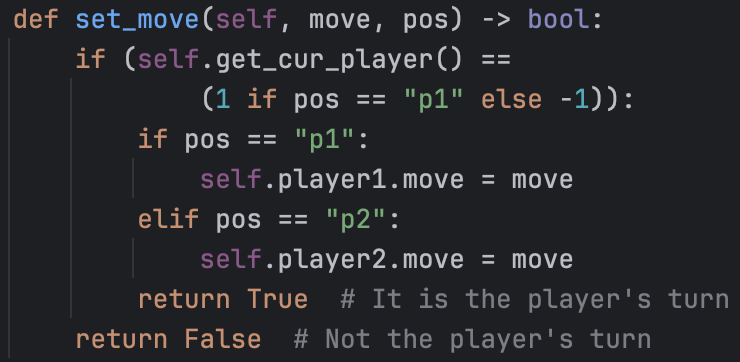 def set_move(self, move, pos) -> bool:
    if (self.get_cur_player() ==
            (1 if pos == "p1" else -1)):
        if pos == "p1":
            self.player1.move = move
        elif pos == "p2":
            self.player2.move = move
        return True  # It is the player's turn
    return False  # Not the player's turn